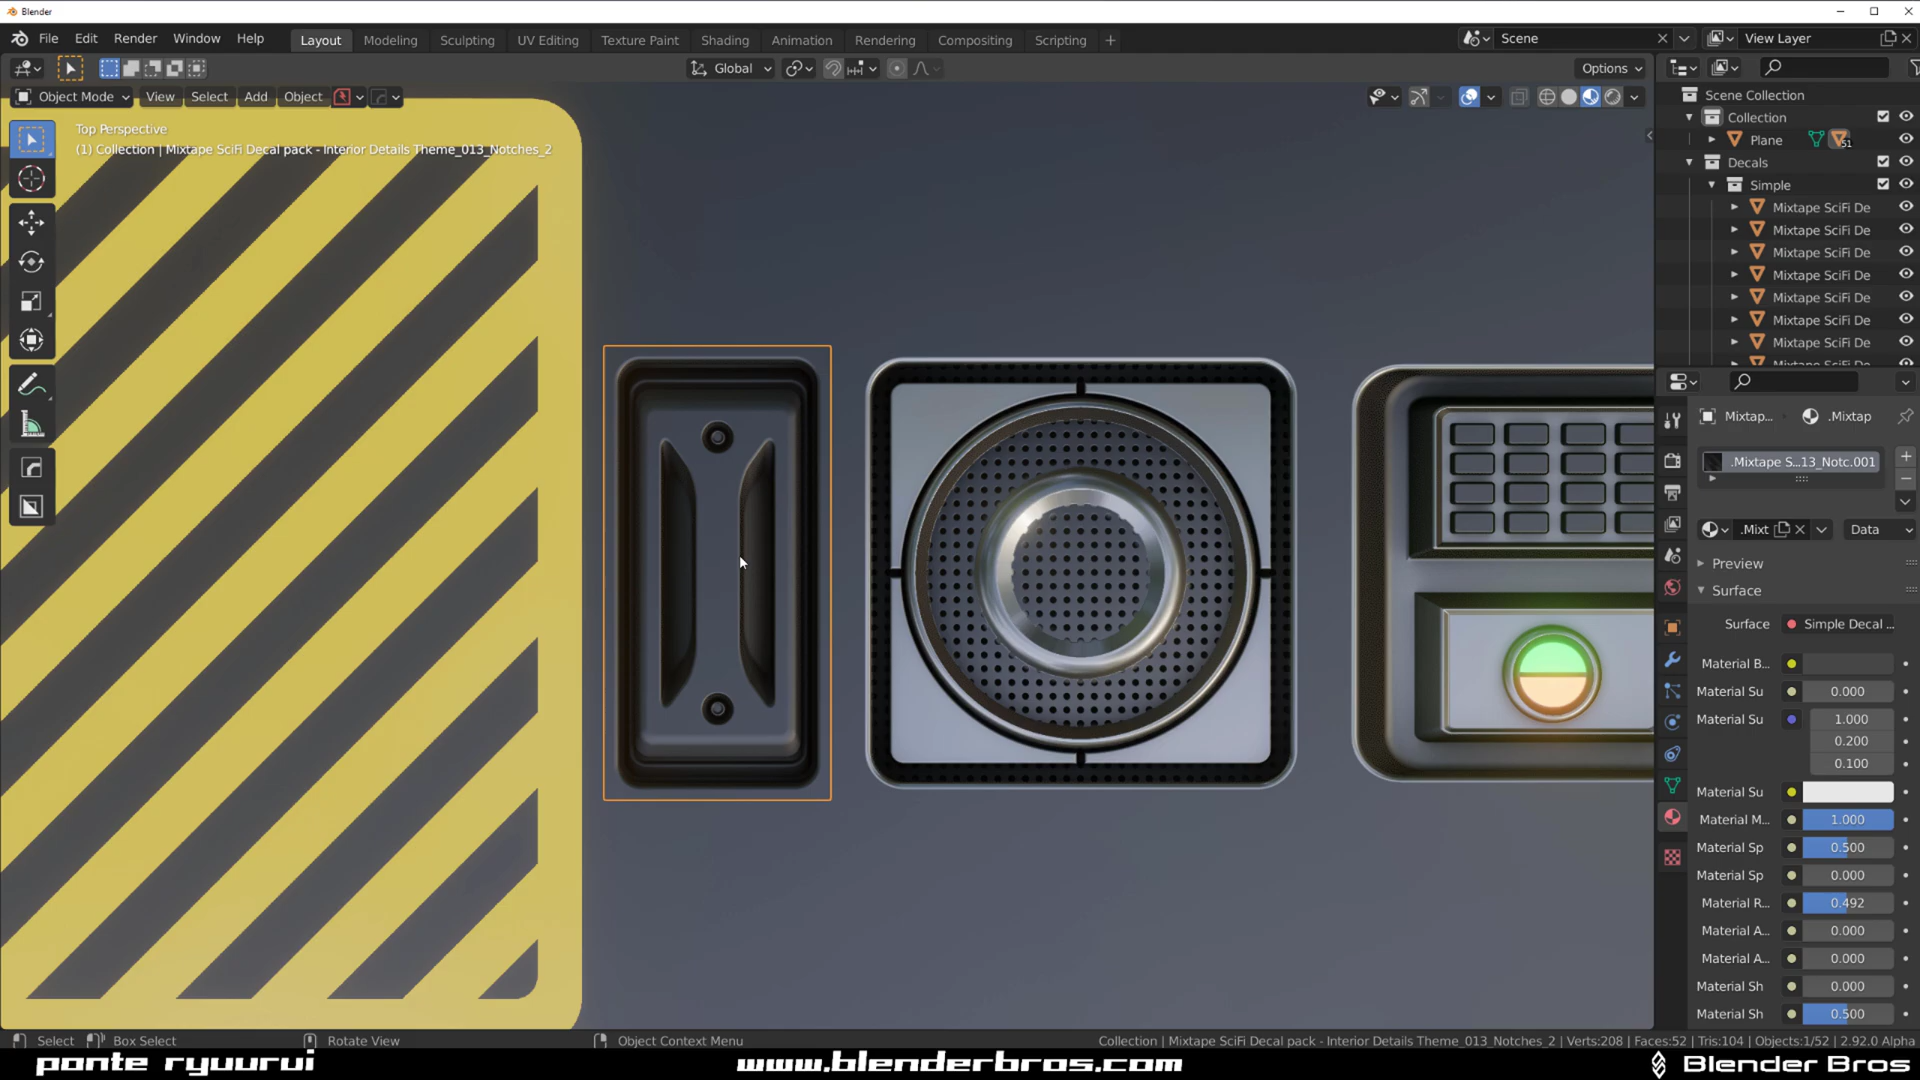 Blender
File Edit Render Window Help Layout Modeling Sculpting UV Editing Texture Paint Shading Animation Rendering Compositing Scripting + Scene View Layer
Global Options
Object Mode View Select Add Object
Top Perspective
(1) Collection | Mixtape SciFi Decal pack - Interior Details Theme_013_Notches_2
Scene Collection
Collection
Plane 51
Decals
Simple
Mixtape SciFi De
Mixtape SciFi De
Mixtape SciFi De
Mixtape SciFi De
Mixtape SciFi De
Mixtape SciFi De
Mixtape SciFi De
Mixtap... .Mixtap
.Mixtape S...13_Notc.001
.Mixt Data
Preview
Surface
Surface Simple Decal ...
Material B...
Material Su 0.000
Material Su 1.000
0.200
0.100
Material Su
Material M... 1.000
Material Sp 0.500
Material Sp 0.000
Material R... 0.492
Material A... 0.000
Material A... 0.000
Material Sh 0.000
Material Sh 0.500
Select Box Select Rotate View Object Context Menu Collection | Mixtape SciFi Decal pack - Interior Details Theme_013_Notches_2 | Verts:208 | Faces:52 | Tris:104 | Objects:1/52 | 2.92.0 Alpha
ponte ryuurui www.blenderbros.com Blender Bros